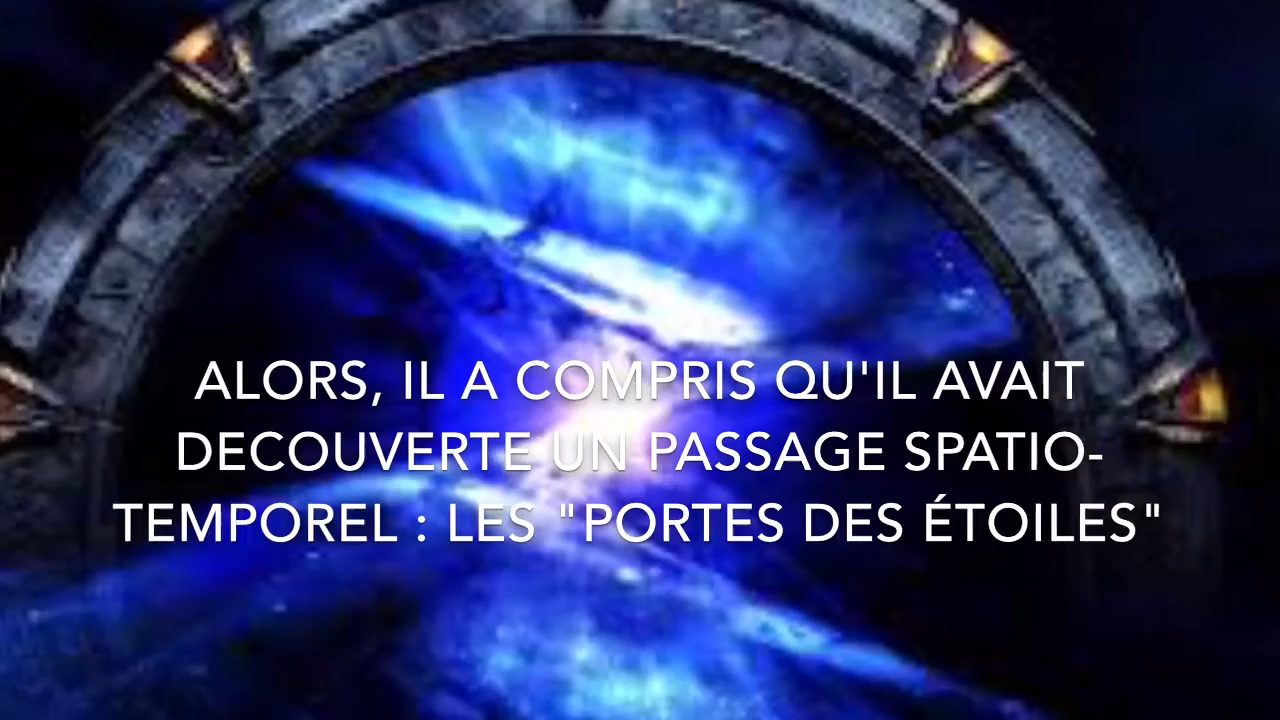 ALORS, IL A COMPRIS QU'IL AVAIT
DECOUVERTE UN PASSAGE SPATIO-
TEMPOREL : LES "PORTES DES ÉTOILES"